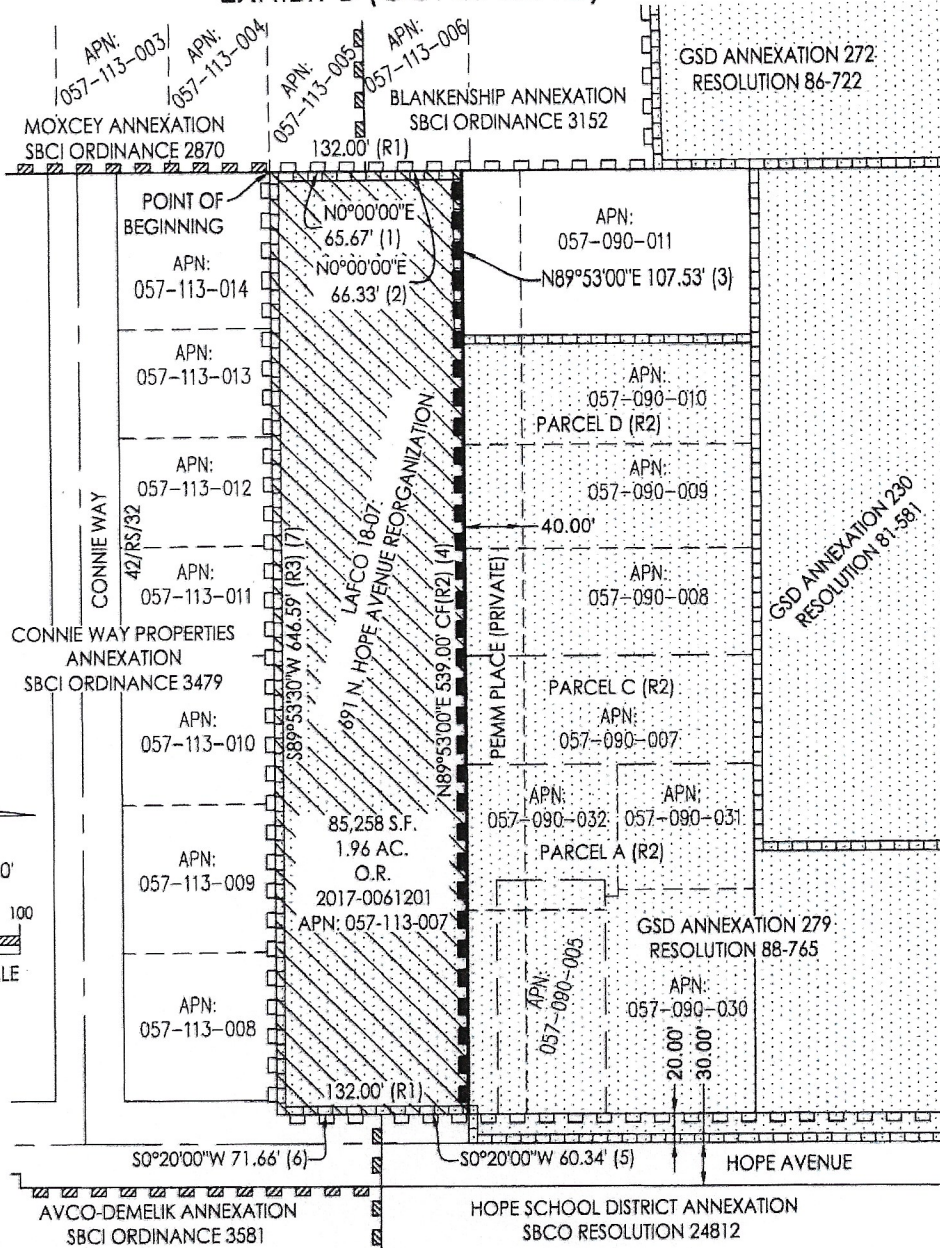 APN:
057-113-003
APN:
057-113-004
APN:
057-113-005
APN:
057-113-006
GSD ANNEXATION 272
RESOLUTION 86-722
BLANKENSHIP ANNEXATION
SBCI ORDINANCE 3152
MOXCEY ANNEXATION
SBCI ORDINANCE 2870
132.00' (R1)
POINT OF
BEGINNING
N0°00'00"E
65.67' (1)
N0°00'00"E
66.33' (2)
APN:
057-090-011
N89°53'00"E 107.53' (3)
APN:
057-113-014
APN:
057-113-013
APN:
057-113-012
APN:
057-113-011
CONNIE WAY
42/RS/32
CONNIE WAY PROPERTIES
ANNEXATION
SBCI ORDINANCE 3479
APN:
057-113-010
APN:
057-113-009
APN:
057-113-008
S89°53'30"W 646.59' (R3) (7)
LAFCO 18-07:
691 N. HOPE AVENUE REORGANIZATION
N89°53'00"E 539.00' CF(R2) (4)
85,258 S.F.
1.96 AC.
O.R.
2017-0061201
APN: 057-113-007
APN:
057-090-010
PARCEL D (R2)
APN:
057-090-009
40.00'
APN:
057-090-008
PEMM PLACE (PRIVATE)
PARCEL C (R2)
APN:
057-090-007
APN:
057-090-032
APN:
057-090-031
PARCEL A (R2)
GSD ANNEXATION 230
RESOLUTION 81-581
GSD ANNEXATION 279
RESOLUTION 88-765
APN:
057-090-005
APN:
057-090-030
20.00'
30.00'
0'
100
LE
132.00' (R1)
S0°20'00"W 71.66' (6)
S0°20'00"W 60.34' (5)
HOPE AVENUE
AVCO-DEMELIK ANNEXATION
SBCI ORDINANCE 3581
HOPE SCHOOL DISTRICT ANNEXATION
SBCO RESOLUTION 24812